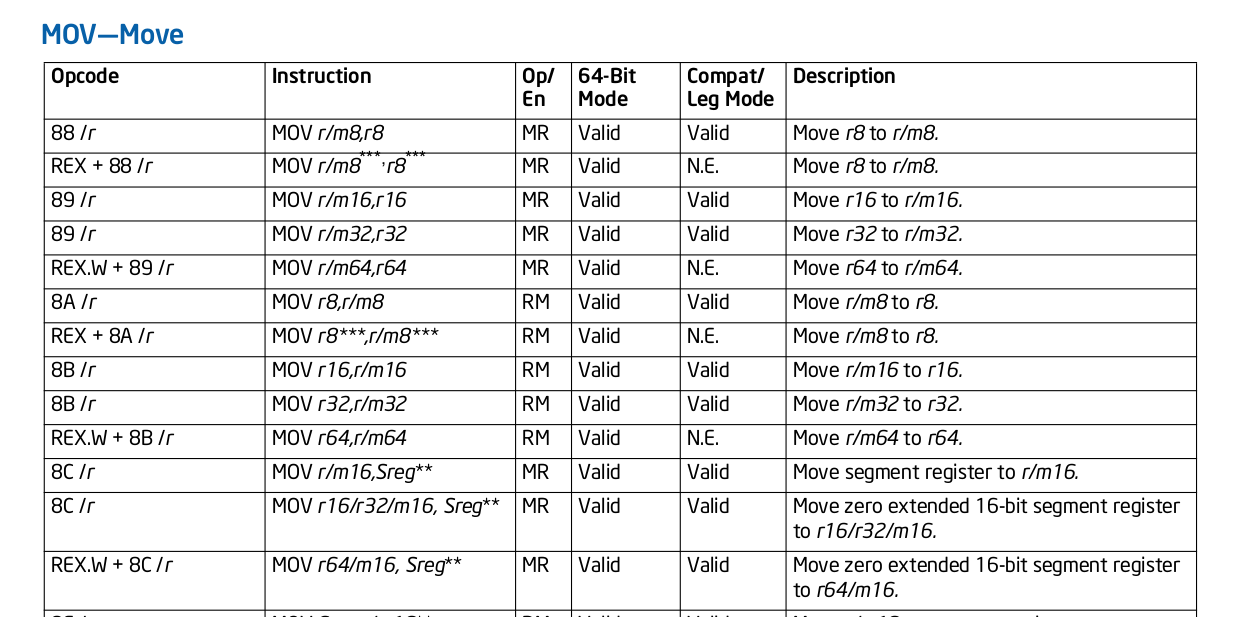 MOV—Move
Opcode Instruction Op/ 64-Bit Compat/ Description
En Mode Leg Mode
88 /r MOV r/m8,r8 MR Valid Valid Move r8 to r/m8.
REX + 88 /r MOV r/m8***,r8*** MR Valid N.E. Move r8 to r/m8.
89 /r MOV r/m16,r16 MR Valid Valid Move r16 to r/m16.
89 /r MOV r/m32,r32 MR Valid Valid Move r32 to r/m32.
REX.W + 89 /r MOV r/m64,r64 MR Valid N.E. Move r64 to r/m64.
8A /r MOV r8,r/m8 RM Valid Valid Move r/m8 to r8.
REX + 8A /r MOV r8***,r/m8*** RM Valid N.E. Move r/m8 to r8.
8B /r MOV r16,r/m16 RM Valid Valid Move r/m16 to r16.
8B /r MOV r32,r/m32 RM Valid Valid Move r/m32 to r32.
REX.W + 8B /r MOV r64,r/m64 RM Valid N.E. Move r/m64 to r64.
8C /r MOV r/m16,Sreg** MR Valid Valid Move segment register to r/m16.
8C /r MOV r16/r32/m16, Sreg** MR Valid Valid Move zero extended 16-bit segment register
to r16/r32/m16.
REX.W + 8C /r MOV r64/m16, Sreg** MR Valid Valid Move zero extended 16-bit segment register
to r64/m16.